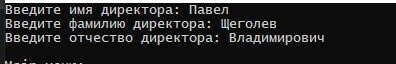 Введите имя директора: Павел
Введите фамилию директора: Щеголев
Введите отчество директора: Владимирович